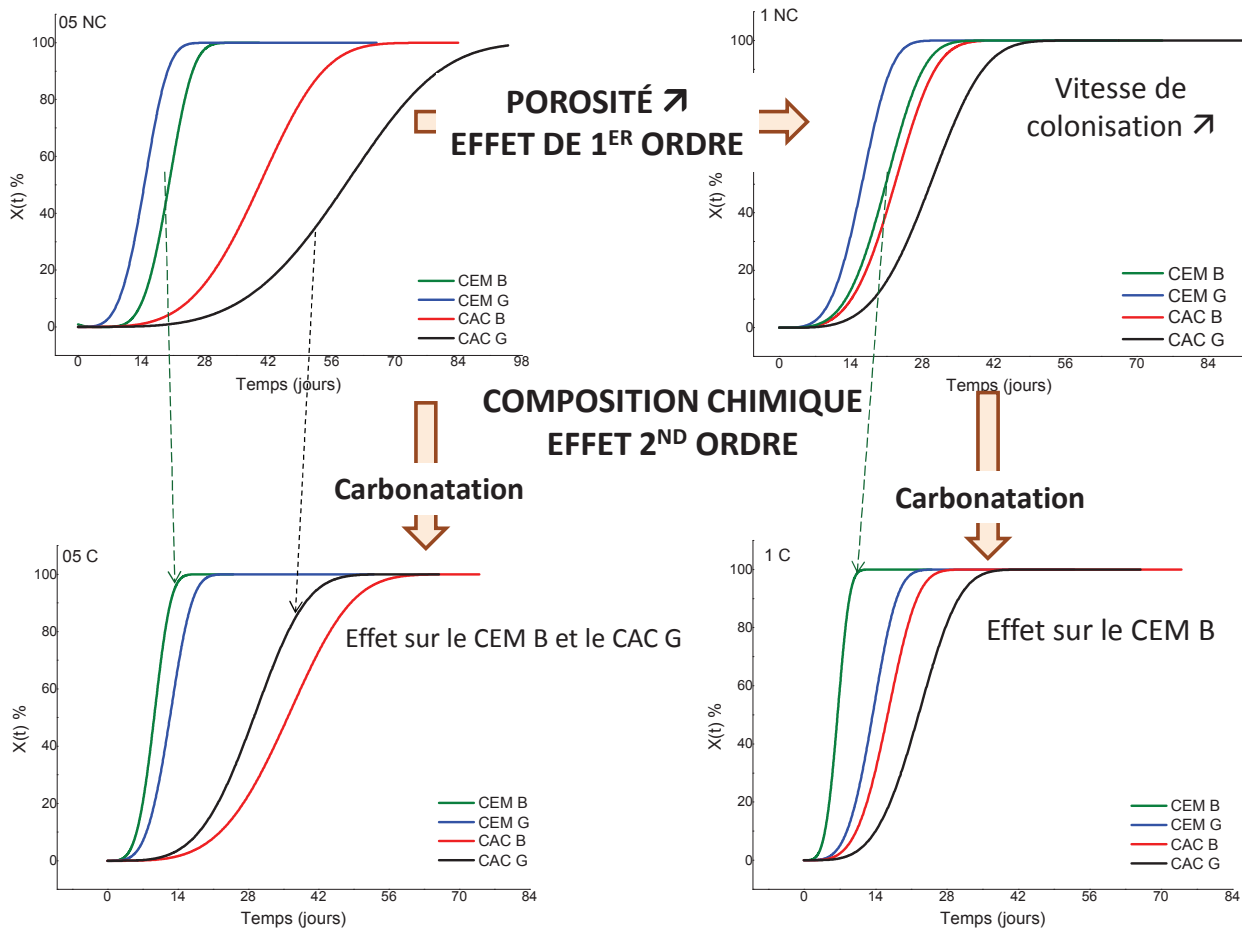 05 NC
X(t) %
100
80
60
40
20
0
0 14 28 42 56 70 84 98
Temps (jours)
CEM B
CEM G
CAC B
CAC G
POROSITÉ ↗
EFFET DE 1ER ORDRE
1 NC
X(t) %
100
40
20
0
0 14 28 42 56 70 84
Temps (jours)
Vitesse de
colonisation ↗
CEM B
CEM G
CAC B
CAC G
COMPOSITION CHIMIQUE
EFFET 2ND ORDRE
Carbonatation
Carbonatation
05 C
X(t) %
100
80
60
40
20
0
0 14 28 42 56 70 84
Temps (jours)
Effet sur le CEM B et le CAC G
CEM B
CEM G
CAC B
CAC G
1 C
X(t) %
100
80
60
40
20
0
0 14 28 42 56 70 84
Temps (jours)
Effet sur le CEM B
CEM B
CEM G
CAC B
CAC G